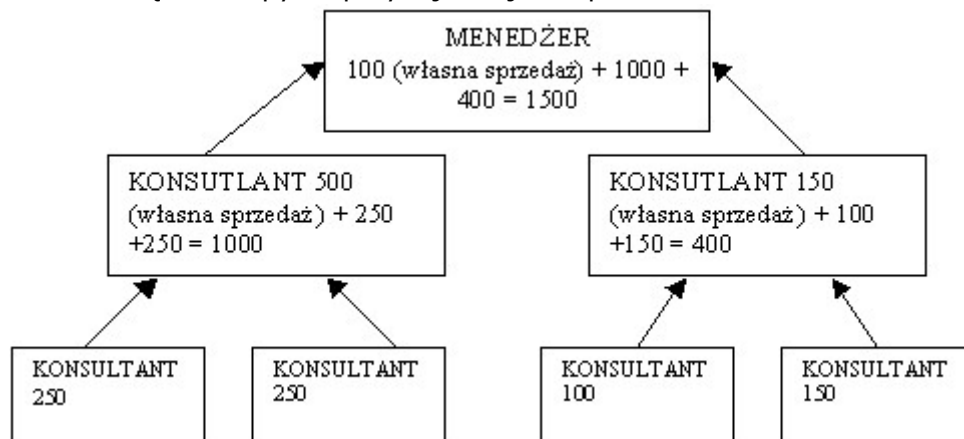 MENEDŻER
100 (własna sprzedaż) + 1000 +
400 = 1500
KONSUTLANT 500
(własna sprzedaż) + 250
+250 = 1000
KONSUTLANT 150
(własna sprzedaż) + 100
+150 = 400
KONSULTANT
250
KONSULTANT
250
KONSULTANT
100
KONSULTANT
150